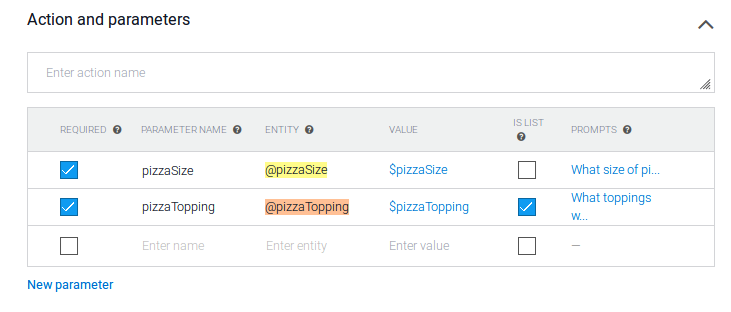 Action and parameters
Enter action name
REQUIRED PARAMETER NAME ENTITY VALUE IS LIST PROMPTS
pizzaSize @pizzaSize $pizzaSize What size of pi...
pizzaTopping @pizzaTopping $pizzaTopping What toppings
w...
Enter name Enter entity Enter value –
New parameter